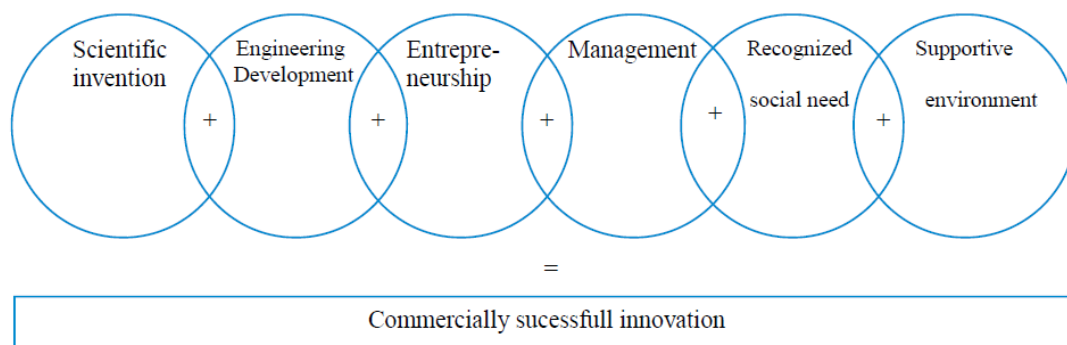 Scientific
invention
Engineering
Development
Entrepre-
neurship
Management
Recognized
social need
Supportive
environment
+
+
+
+
+
=
Commercially sucessfull innovation